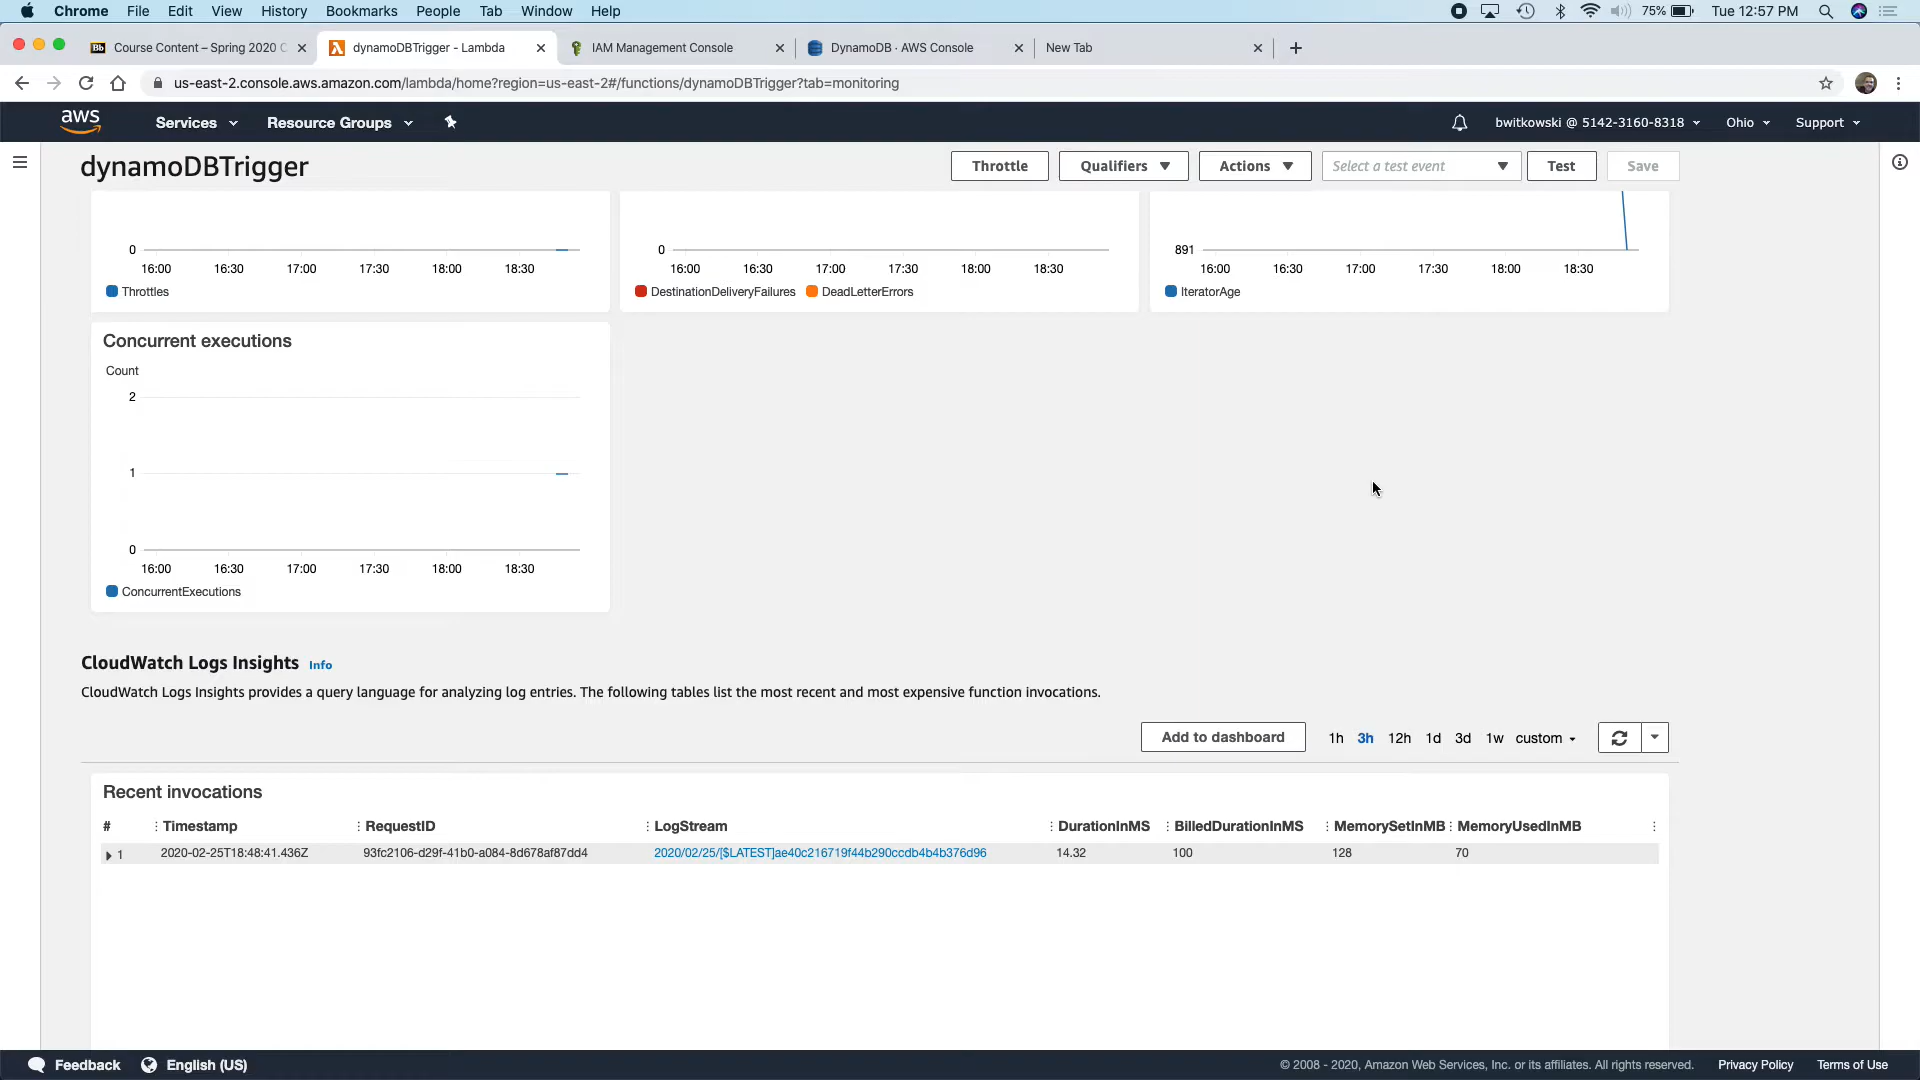 Chrome File Edit View History Bookmarks People Tab Window Help 75% Tue 12:57 PM
Bb Course Content – Spring 2020 C dynamoDBTrigger - Lambda IAM Management Console DynamoDB · AWS Console New Tab
us-east-2.console.aws.amazon.com/lambda/home?region=us-east-2#/functions/dynamoDBTrigger?tab=monitoring
aws Services Resource Groups bwitkowski @ 5142-3160-8318 Ohio Support
dynamoDBTrigger Throttle Qualifiers Actions Select a test event Test Save
0 0 891
16:00 16:30 17:00 17:30 18:00 18:30 16:00 16:30 17:00 17:30 18:00 18:30 16:00 16:30 17:00 17:30 18:00 18:30
Throttles DestinationDeliveryFailures DeadLetterErrors IteratorAge
Concurrent executions
Count
2
1
0
16:00 16:30 17:00 17:30 18:00 18:30
ConcurrentExecutions
CloudWatch Logs Insights Info
CloudWatch Logs Insights provides a query language for analyzing log entries. The following tables list the most recent and most expensive function invocations.
Add to dashboard 1h 3h 12h 1d 3d 1w custom
Recent invocations
# : Timestamp : RequestID : LogStream : DurationInMS : BilledDurationInMS : MemorySetInMB : MemoryUsedInMB :
1 2020-02-25T18:48:41.436Z 93fc2106-d29f-41b0-a084-8d678af87dd4 2020/02/25/[$LATEST]ae40c216719f44b290ccdb4b4b376d96 14.32 100 128 70
Feedback English (US) © 2008 - 2020, Amazon Web Services, Inc. or its affiliates. All rights reserved. Privacy Policy Terms of Use